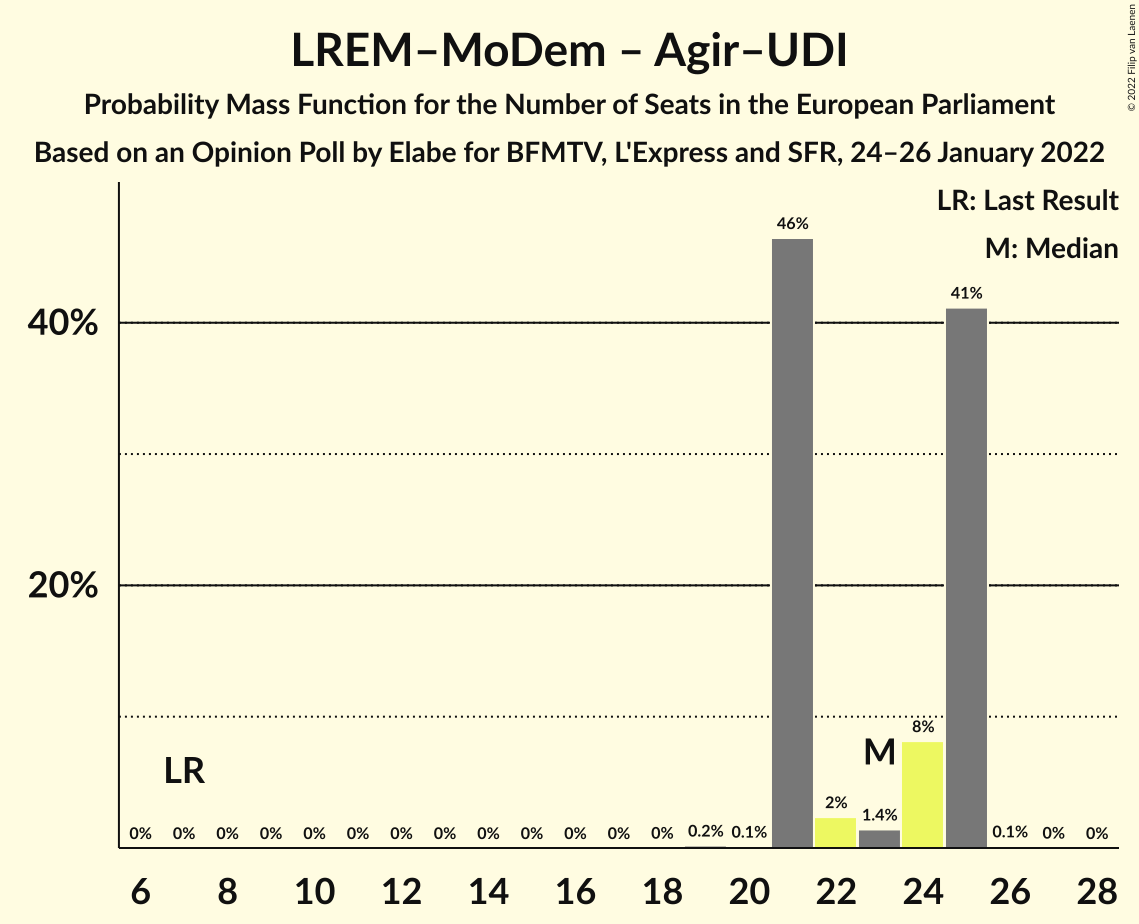 LREM–MoDem – Agir–UDI
Probability Mass Function for the Number of Seats in the European Parliament
Based on an Opinion Poll by Elabe for BFMTV, L'Express and SFR, 24–26 January 2022
© 2022 Filip van Laenen
LR: Last Result
M: Median
46%
41%
40%
20%
8%
M
LR
2%
1.4%
0% 0% 0% 0% 0% 0% 0% 0% 0% 0% 0% 0% 0% 0.2% 0.1% 0.1% 0% 0%
6 8 10 12 14 16 18 20 22 24 26 28